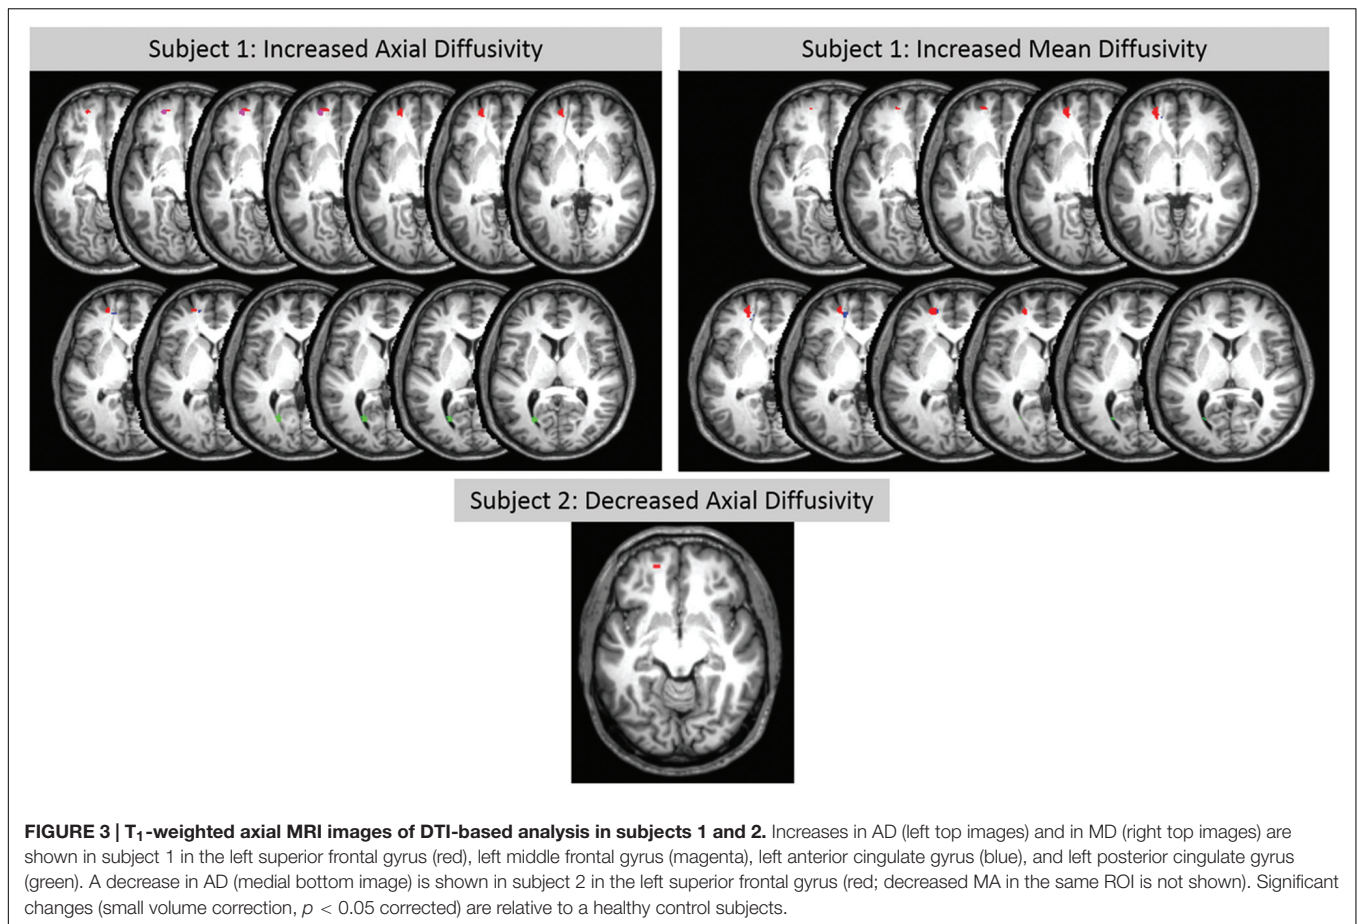 Subject 1: Increased Axial Diffusivity
Subject 1: Increased Mean Diffusivity
Subject 2: Decreased Axial Diffusivity
FIGURE 3 | T1-weighted axial MRI images of DTI-based analysis in subjects 1 and 2. Increases in AD (left top images) and in MD (right top images) are
shown in subject 1 in the left superior frontal gyrus (red), left middle frontal gyrus (magenta), left anterior cingulate gyrus (blue), and left posterior cingulate gyrus
(green). A decrease in AD (medial bottom image) is shown in subject 2 in the left superior frontal gyrus (red; decreased MA in the same ROI is not shown). Significant
changes (small volume correction, p < 0.05 corrected) are relative to a healthy control subjects.